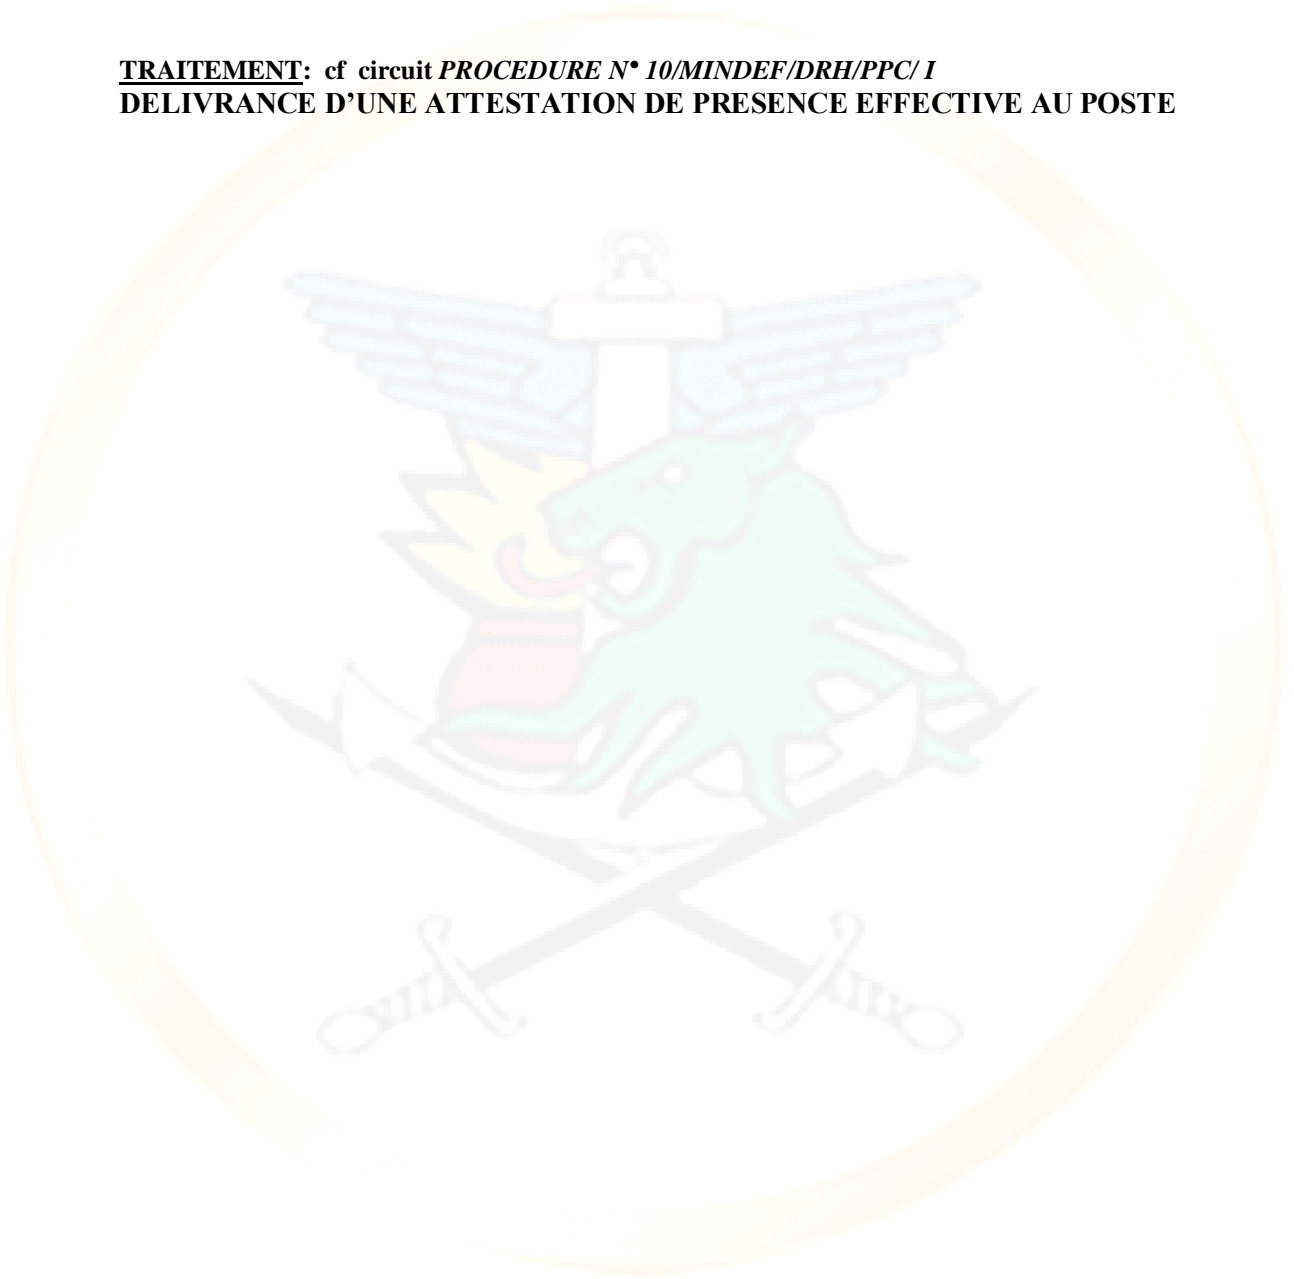 TRAITEMENT: cf circuit PROCEDURE N° 10/MINDEF/DRH/PPC/ I
DELIVRANCE D’UNE ATTESTATION DE PRESENCE EFFECTIVE AU POSTE